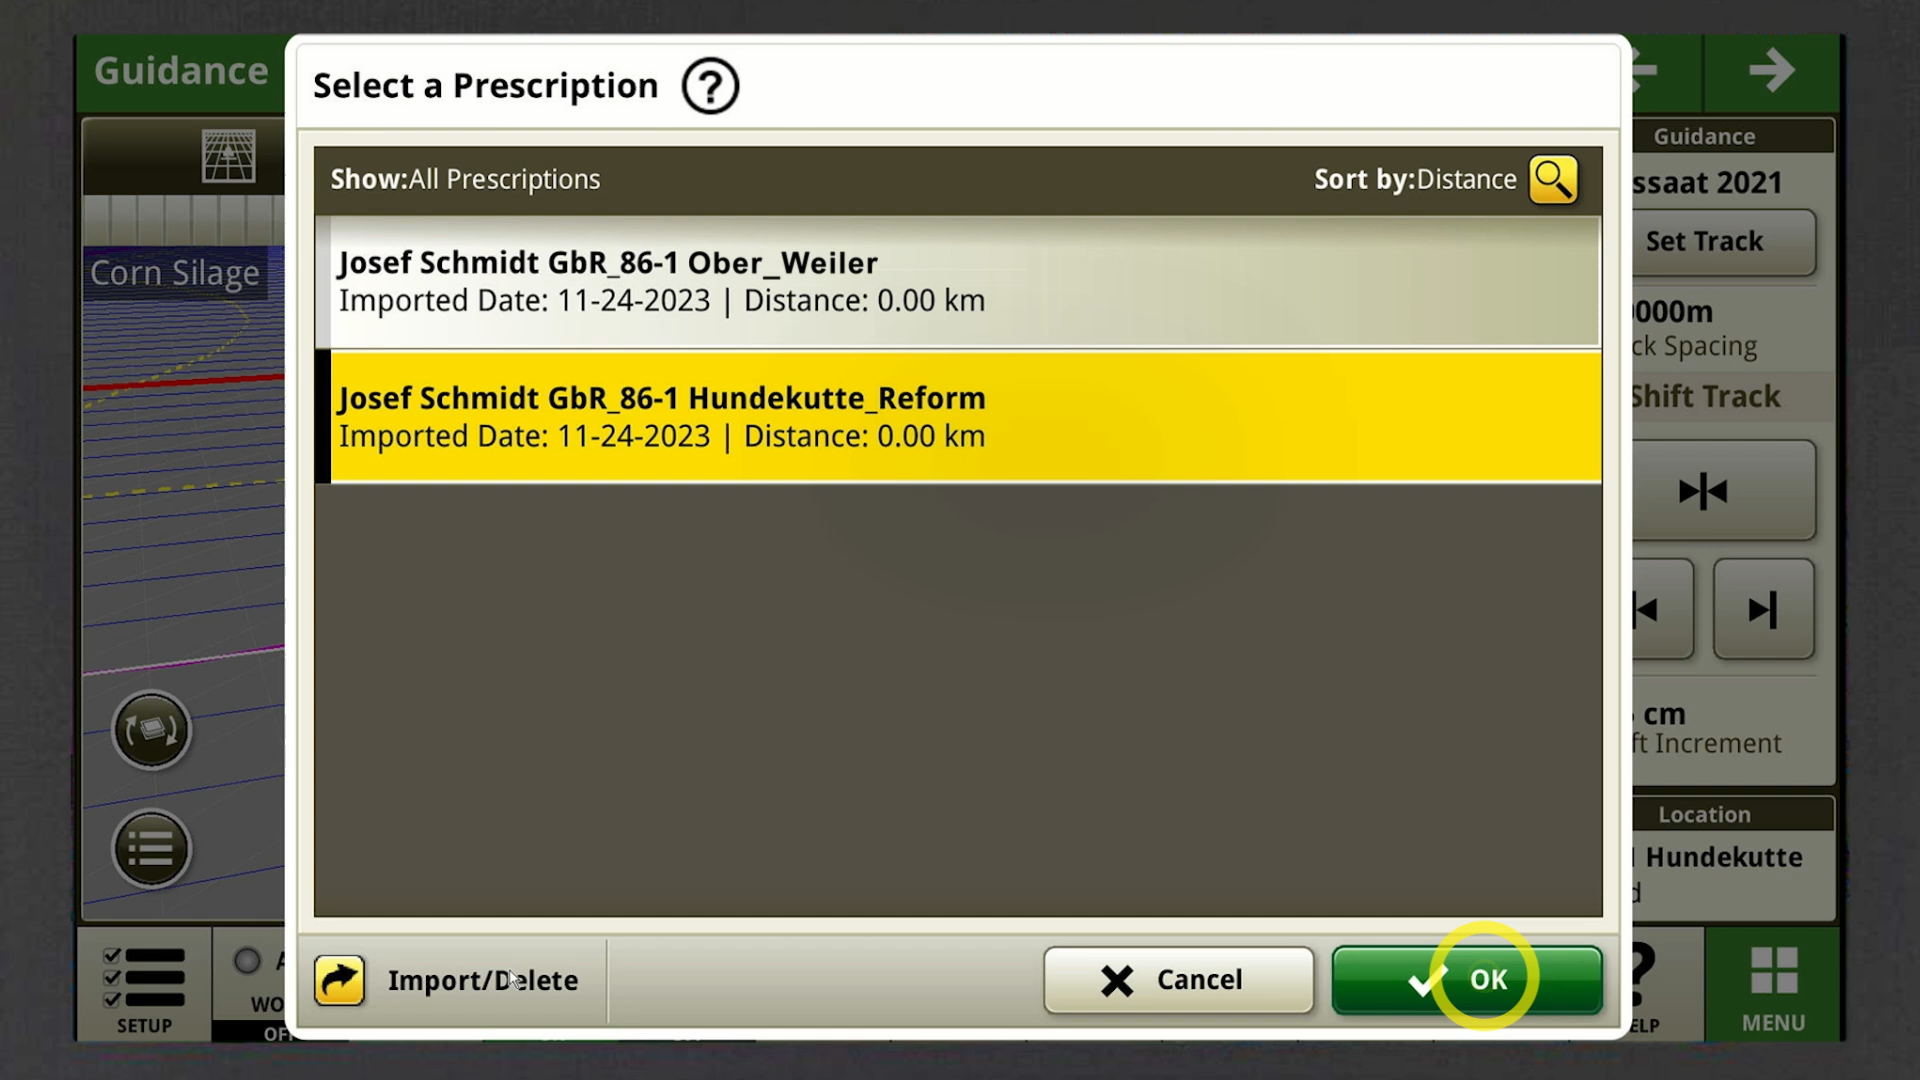 Guidance
Select a Prescription ?
Show:All Prescriptions
Sort by:Distance
Josef Schmidt GbR_86-1 Ober_Weiler
Imported Date: 11-24-2023 | Distance: 0.00 km
Josef Schmidt GbR_86-1 Hundekutte_Reform
Imported Date: 11-24-2023 | Distance: 0.00 km
Import/Delete
Cancel
OK
Corn Silage
SETUP
Guidance
ssaat 2021
Set Track
000m
ck Spacing
Shift Track
cm
ft Increment
Location
Hundekutte
MENU